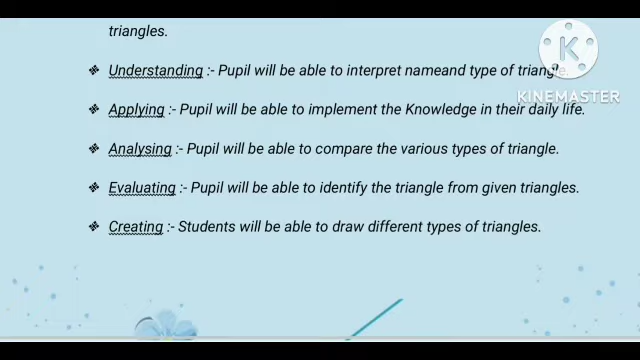 triangles.
❖ Understanding :- Pupil will be able to interpret nameand type of triangle.
❖ Applying :- Pupil will be able to implement the Knowledge in their daily life.
❖ Analysing :- Pupil will be able to compare the various types of triangle.
❖ Evaluating :- Pupil will be able to identify the triangle from given triangles.
❖ Creating :- Students will be able to draw different types of triangles.
K
KINEMASTER